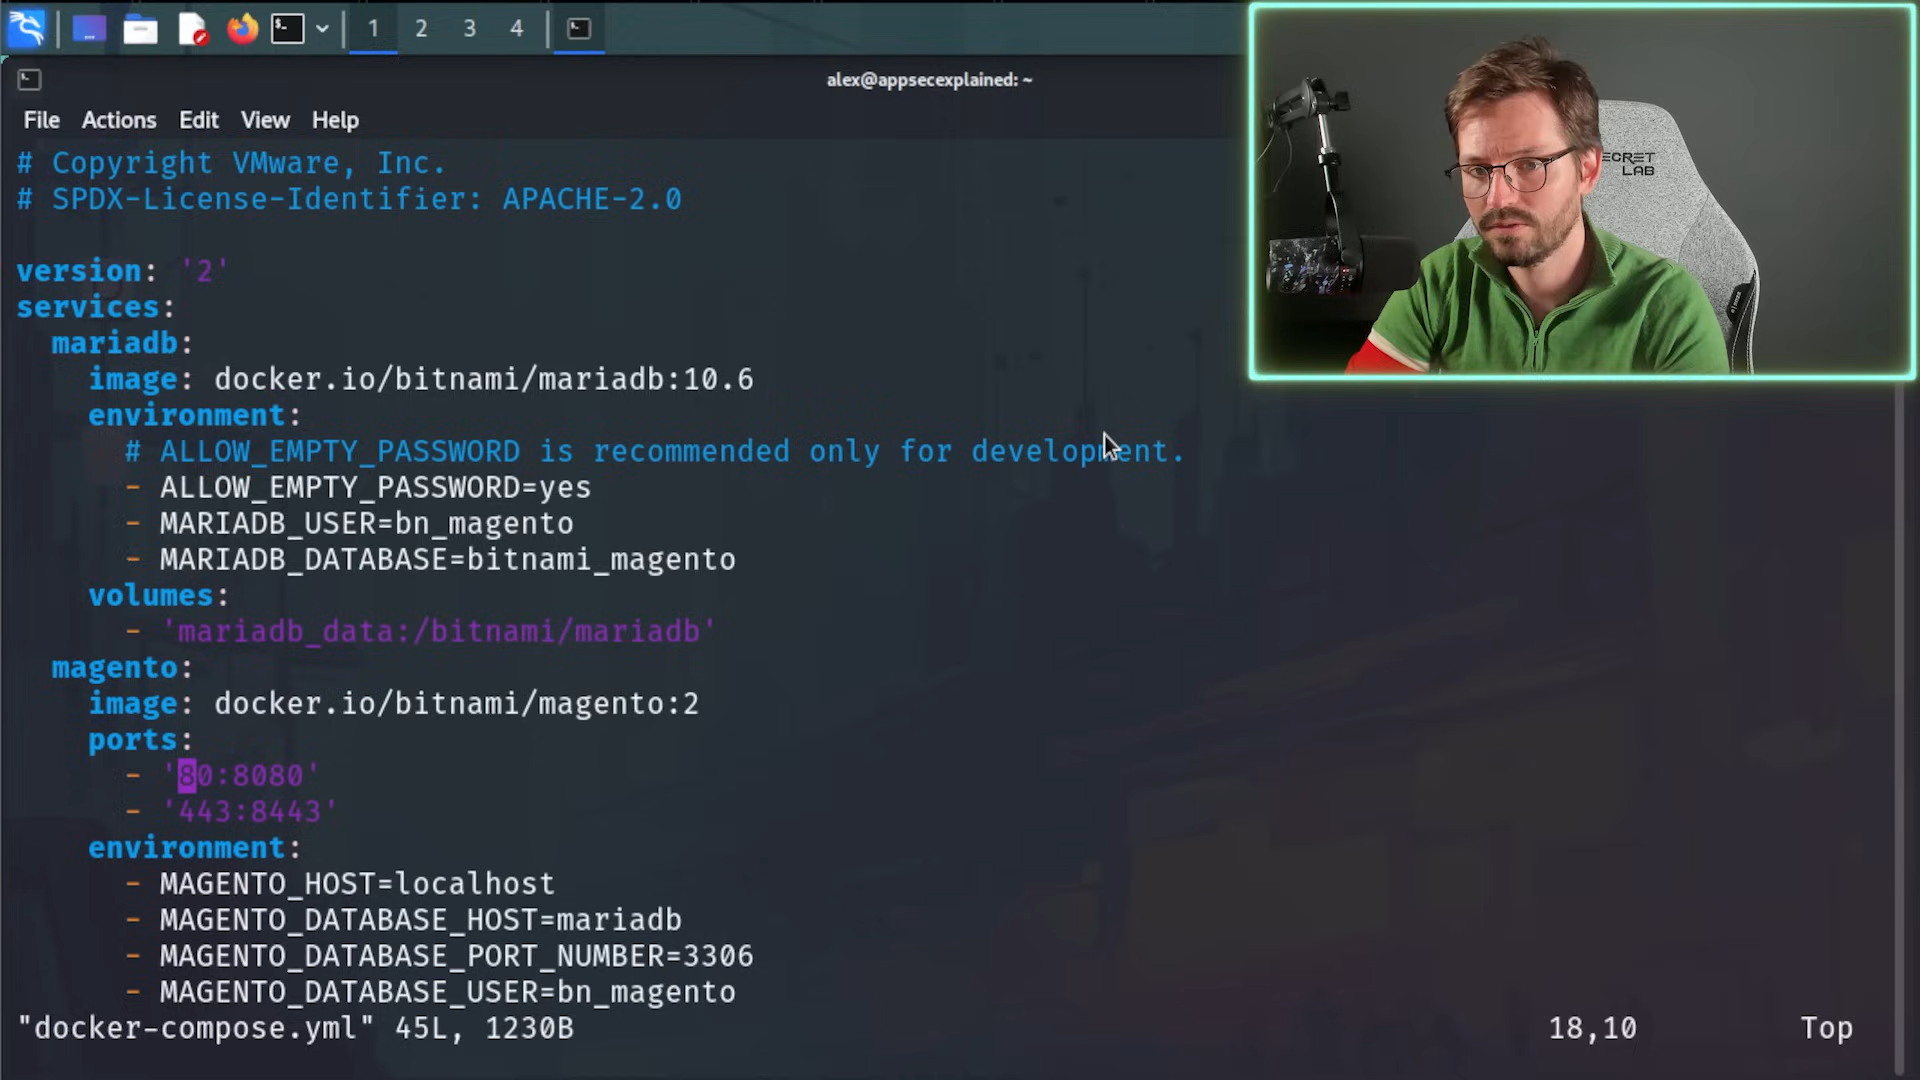 1 2 3 4
alex@appsecexplained: ~
File Actions Edit View Help
# Copyright VMware, Inc.
# SPDX-License-Identifier: APACHE-2.0
version: '2'
services:
mariadb:
image: docker.io/bitnami/mariadb:10.6
environment:
# ALLOW_EMPTY_PASSWORD is recommended only for development.
- ALLOW_EMPTY_PASSWORD=yes
- MARIADB_USER=bn_magento
- MARIADB_DATABASE=bitnami_magento
volumes:
- 'mariadb_data:/bitnami/mariadb'
magento:
image: docker.io/bitnami/magento:2
ports:
- '80:8080'
- '443:8443'
environment:
- MAGENTO_HOST=localhost
- MAGENTO_DATABASE_HOST=mariadb
- MAGENTO_DATABASE_PORT_NUMBER=3306
- MAGENTO_DATABASE_USER=bn_magento
"docker-compose.yml" 45L, 1230B 18,10 Top
ECRET
LAB